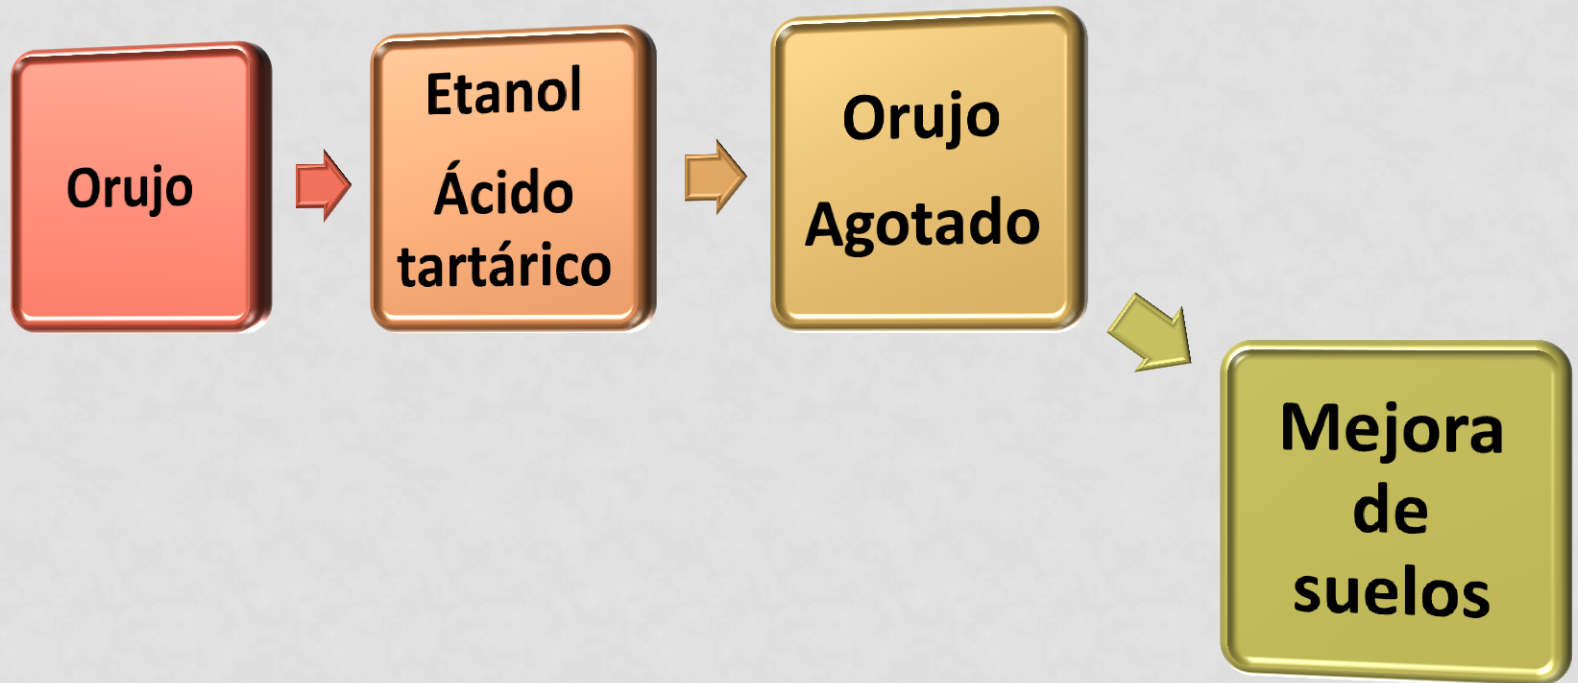 Orujo
Etanol
Ácido
tartárico
Orujo
Agotado
Mejora
de
suelos